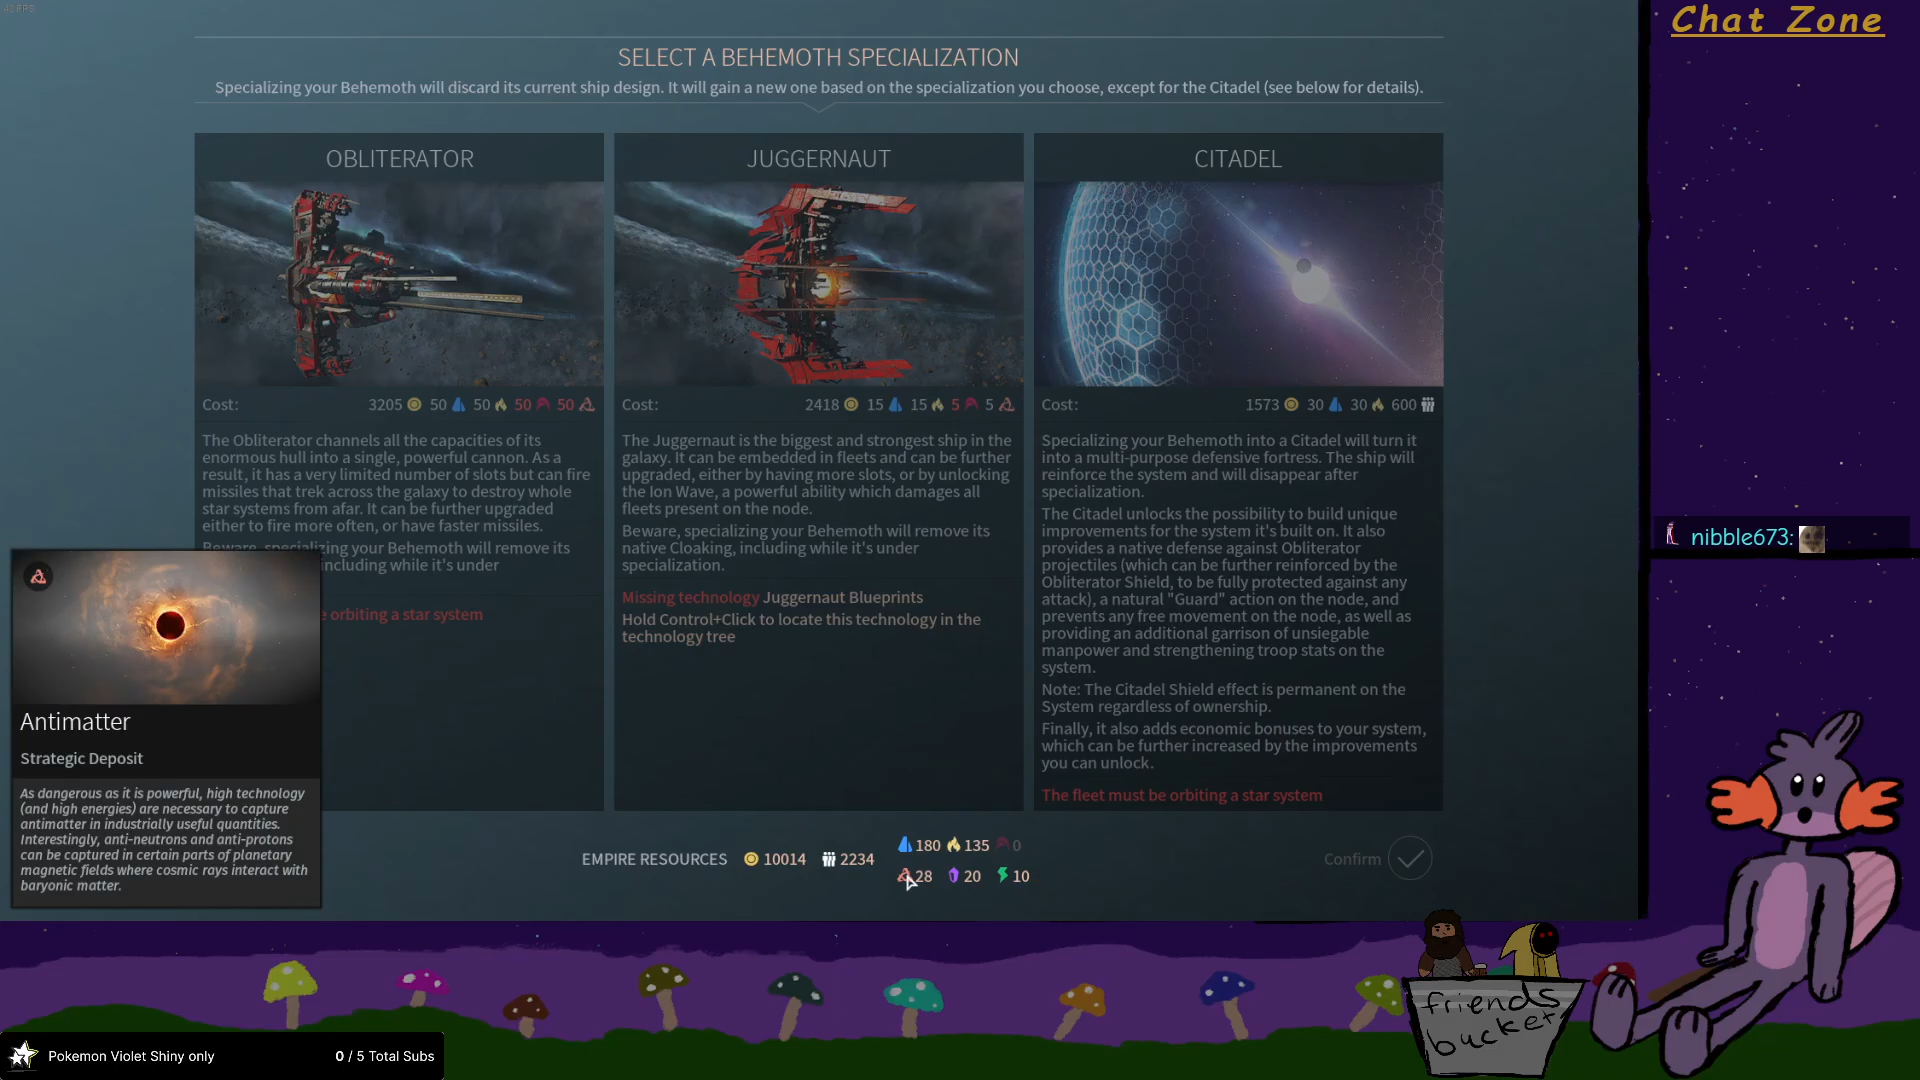 42 FPS
Chat Zone
SELECT A BEHEMOTH SPECIALIZATION
Specializing your Behemoth will discard its current ship design. It will gain a new one based on the specialization you choose, except for the Citadel (see below for details).
OBLITERATOR
Cost: 3205 50 50 50 50
The Obliterator channels all the capacities of its
enormous hull into a single, powerful cannon. As a
result, it has a very limited number of slots but can fire
missiles that trek across the galaxy to destroy whole
star systems from afar. It can be further upgraded
either to fire more often, or have faster missiles.
Beware, specializing your Behemoth will remove its
including while it's under
orbiting a star system
JUGGERNAUT
Cost: 2418 15 15 5 5
The Juggernaut is the biggest and strongest ship in the
galaxy. It can be embedded in fleets and can be further
upgraded, either by having more slots, or by unlocking
the Ion Wave, a powerful ability which damages all
fleets present on the node.
Beware, specializing your Behemoth will remove its
native Cloaking, including while it's under
specialization.
Missing technology Juggernaut Blueprints
Hold Control+Click to locate this technology in the
technology tree
CITADEL
Cost: 1573 30 30 600
Specializing your Behemoth into a Citadel will turn it
into a multi-purpose defensive fortress. The ship will
reinforce the system and will disappear after
specialization.
The Citadel unlocks the possibility to build unique
improvements for the system it's built on. It also
provides a native defense against Obliterator
projectiles (which can be further reinforced by the
Obliterator Shield, to be fully protected against any
attack), a natural "Guard" action on the node, and
prevents any free movement on the node, as well as
providing an additional garrison of unsiegable
manpower and strengthening troop stats on the
system.
Note: The Citadel Shield effect is permanent on the
System regardless of ownership.
Finally, it also adds economic bonuses to your system,
which can be further increased by the improvements
you can unlock.
The fleet must be orbiting a star system
Antimatter
Strategic Deposit
As dangerous as it is powerful, high technology
(and high energies) are necessary to capture
antimatter in industrially useful quantities.
Interestingly, anti-neutrons and anti-protons
can be captured in certain parts of planetary
magnetic fields where cosmic rays interact with
baryonic matter.
EMPIRE RESOURCES 10014 2234
180 135 0
28 20 10
Confirm
nibble673:
friends
bucket
Pokemon Violet Shiny only 0 / 5 Total Subs